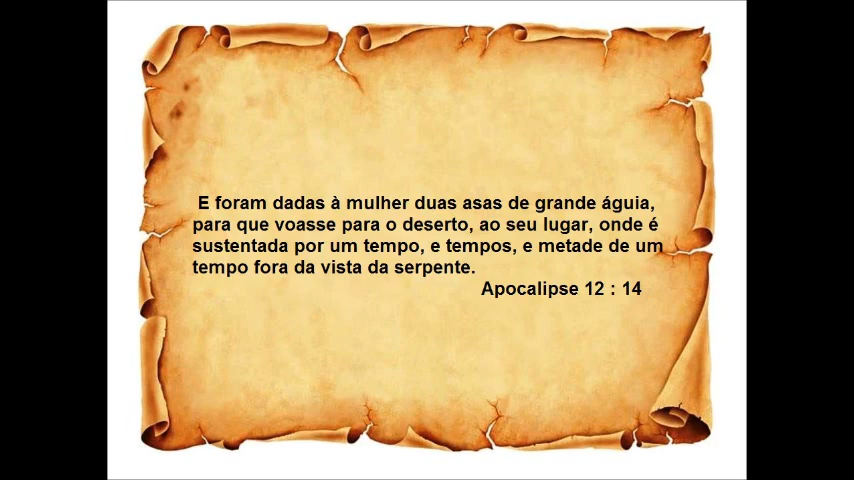 E foram dadas à mulher duas asas de grande águia,
para que voasse para o deserto, ao seu lugar, onde é
sustentada por um tempo, e tempos, e metade de um
tempo fora da vista da serpente.
Apocalipse 12 : 14